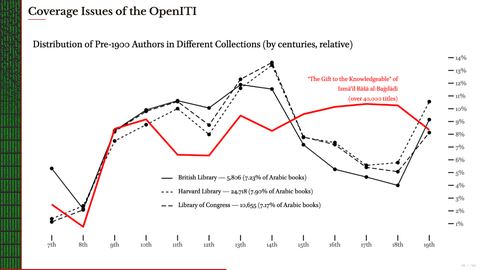 Coverage Issues of the OpenITI
Distribution of Pre-1900 Authors in Different Collections (by centuries, relative)
"The Gift to the Knowledgeable" of
Ismāʿīl Bāšā al-Baġdādī
(over 40,000 titles)
14%
13%
12%
11%
10%
9%
8%
7%
6%
5%
4%
3%
2%
1%
British Library — 5,806 (7.23% of Arabic books)
Harvard Library — 24,718 (7.90% of Arabic books)
Library of Congress — 10,655 (7.17% of Arabic books)
7th 8th 9th 10th 11th 12th 13th 14th 15th 16th 17th 18th 19th